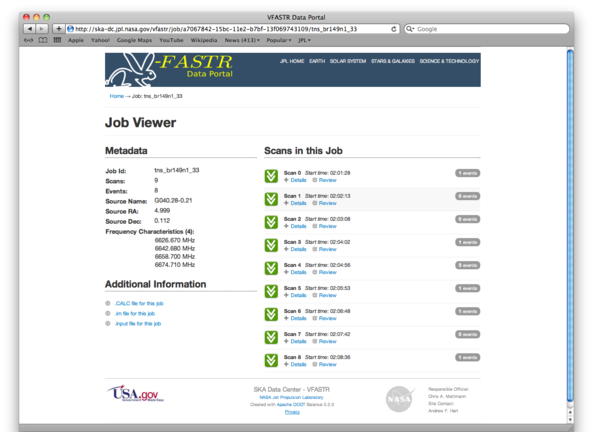 VFASTR Data Portal
http://ska-dc.jpl.nasa.gov/vfastr/job/a7067842-15bc-11e2-b7bf-13f069743109/tns_br149n1_33
Google
Apple Yahoo! Google Maps YouTube Wikipedia News (413) Popular JPL
-FASTR
Data Portal
JPL HOME EARTH SOLAR SYSTEM STARS & GALAXIES SCIENCE & TECHNOLOGY
Home → Job: tns_br149n1_33
Job Viewer
Metadata
Job Id: tns_br149n1_33
Scans: 9
Events: 8
Source Name: G040.28-0.21
Source RA: 4.999
Source Dec: 0.112
Frequency Characteristics (4):
6626.670 MHz
6642.680 MHz
6658.700 MHz
6674.710 MHz
Additional Information
.CALC file for this job
.im file for this job
.input file for this job
Scans in this Job
Scan 0 Start time: 02:01:28 1 events
Details Review
Scan 1 Start time: 02:02:13
events
Details Review
Scan 2 Start time: 02:03:08
events
Details Review
Scan 3 Start time: 02:04:02 1 events
Details Review
Scan 4 Start time: 02:04:56
events
Details Review
Scan 5 Start time: 02:05:53 1 events
Details Review
Scan 6 Start time: 02:06:48 1 events
Details Review
Scan 7 Start time: 02:07:42
events
Details Review
Scan 8 Start time: 02:08:36 1 events
Details Review
USA.gov
SKA Data Center - VFASTR
NASA Jet Propulsion Laboratory
Created with Apache OODT Balance
Privacy
NASA
Responsible Official:
Chris A. Mattmann
Site Contact:
Andrew F. Hart